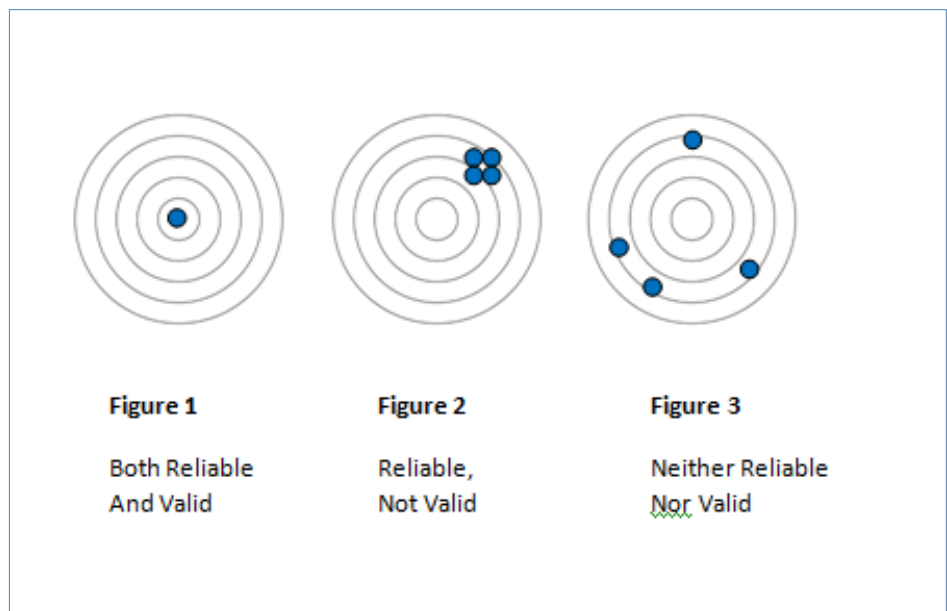 Figure 1
Both Reliable
And Valid
Figure 2
Reliable,
Not Valid
Figure 3
Neither Reliable
Nor Valid